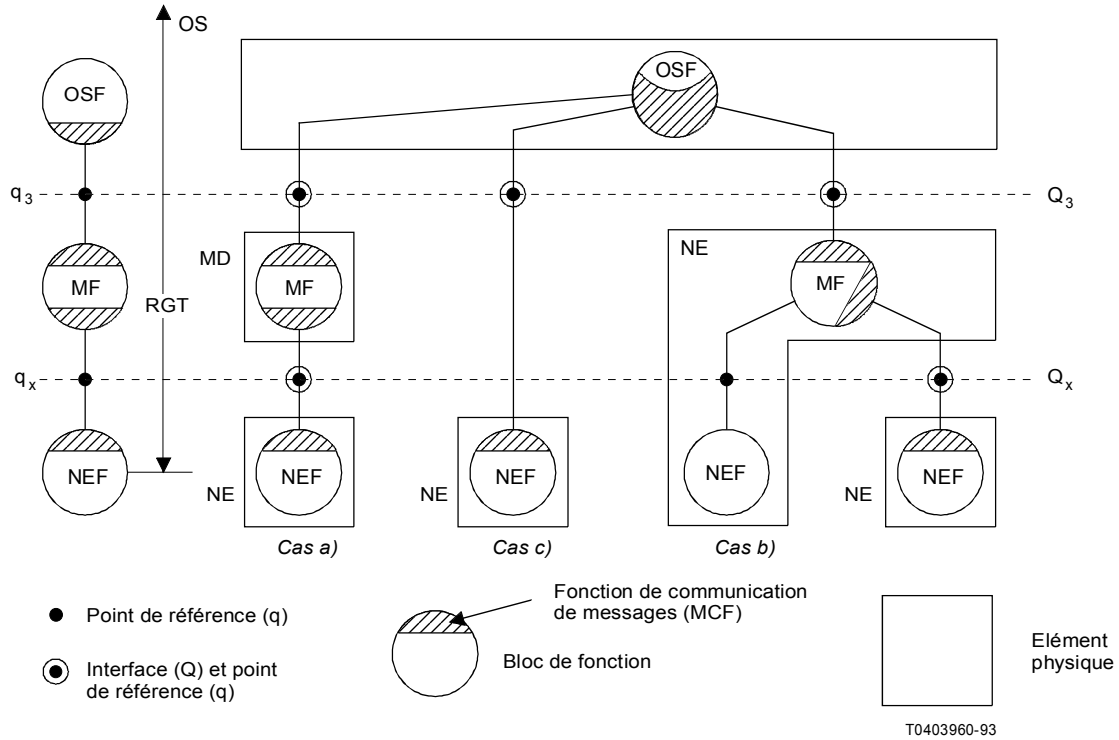 OS
OSF
OSF
q3
Q3
MD
NE
MF
MF
MF
RGT
qx
Qx
NEF
NEF
NEF
NEF
NEF
NE
NE
NE
Cas a)
Cas c)
Cas b)
Point de référence (q)
Interface (Q) et point
de référence (q)
Fonction de communication
de messages (MCF)
Bloc de fonction
Elément
physique
T0403960-93